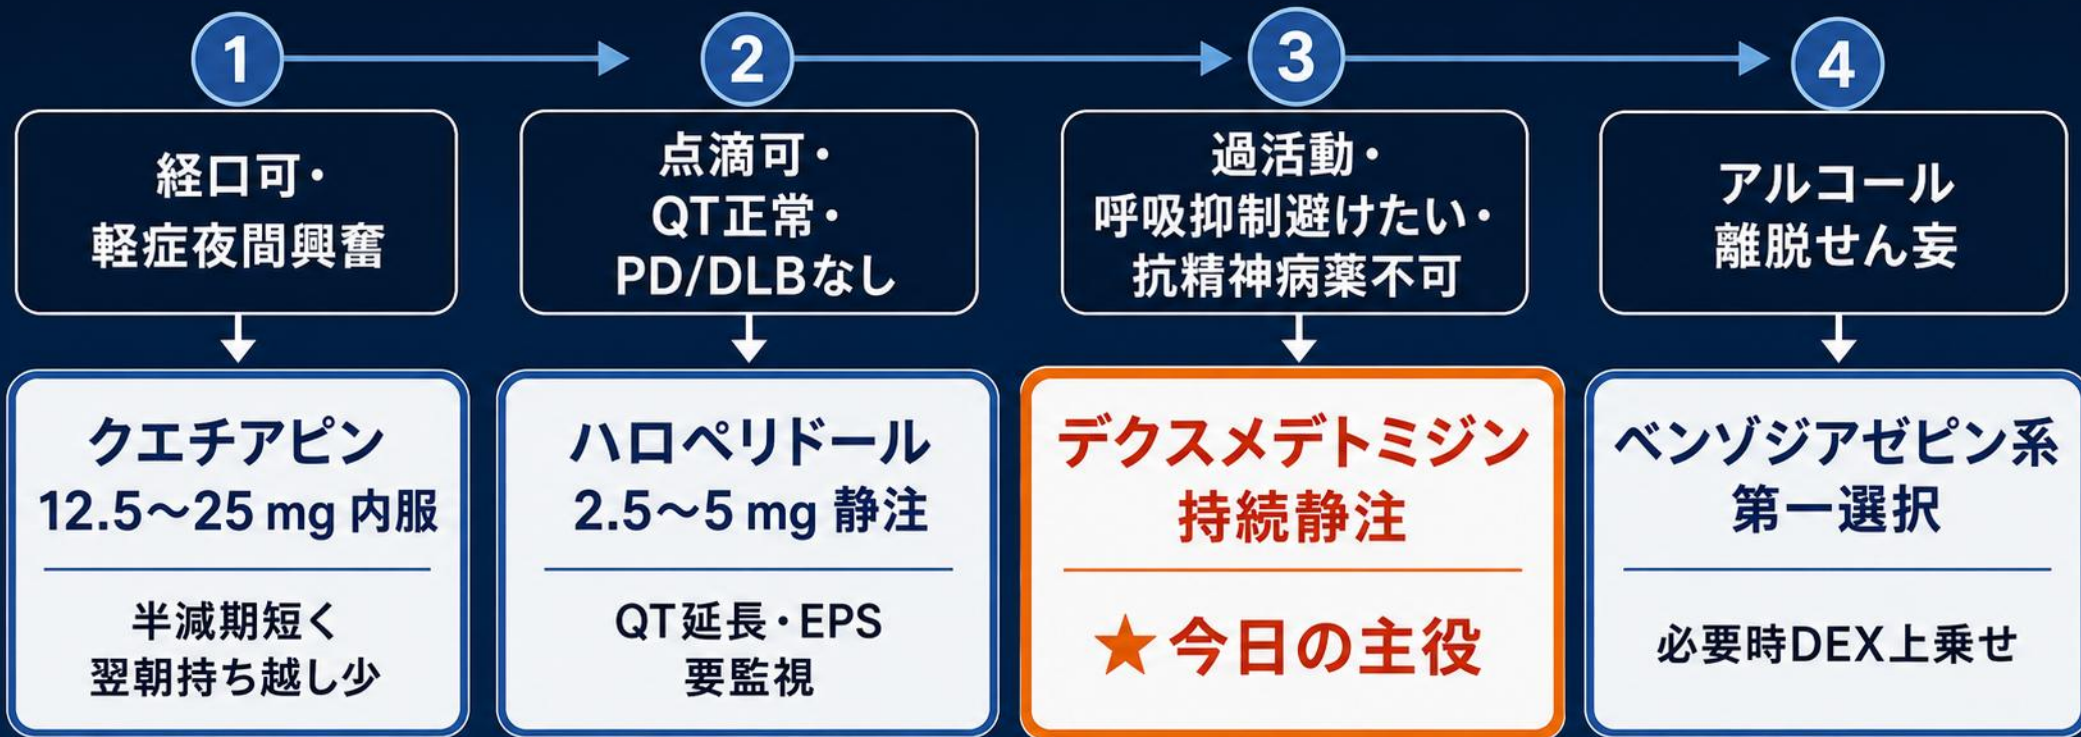 1
経口可・
軽症夜間興奮
クエチアピン
12.5～25 mg 内服
半減期短く
翌朝持ち越し少
2
点滴可・
QT正常・
PD/DLBなし
ハロペリドール
2.5～5 mg 静注
QT延長・EPS
要監視
3
過活動・
呼吸抑制避けたい・
抗精神病薬不可
デクスメデトミジン
持続静注
★今日の主役
4
アルコール
離脱せん妄
ベンゾジアゼピン系
第一選択
必要時DEX上乗せ